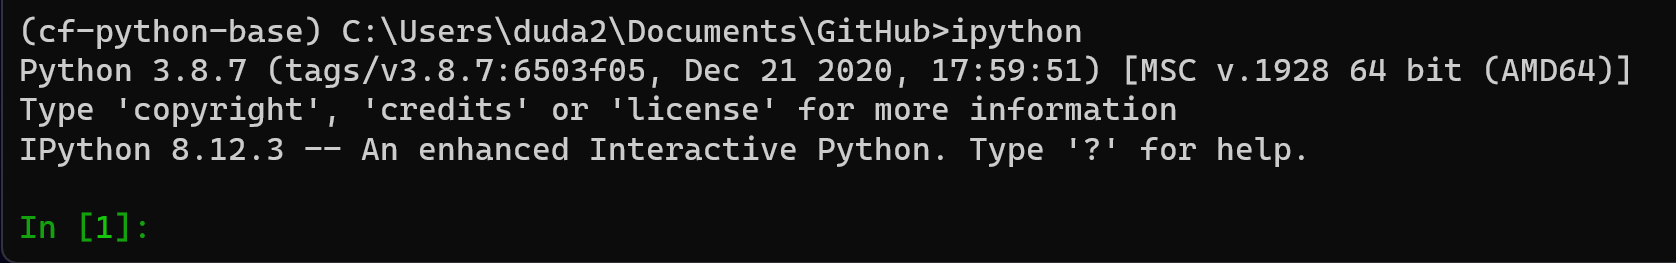 (cf-python-base) C:\Users\duda2\Documents\GitHub>ipython
Python 3.8.7 (tags/v3.8.7:6503f05, Dec 21 2020, 17:59:51) [MSC v.1928 64 bit (AMD64)]
Type 'copyright', 'credits' or 'license' for more information
IPython 8.12.3 -- An enhanced Interactive Python. Type '?' for help.
In [1]: